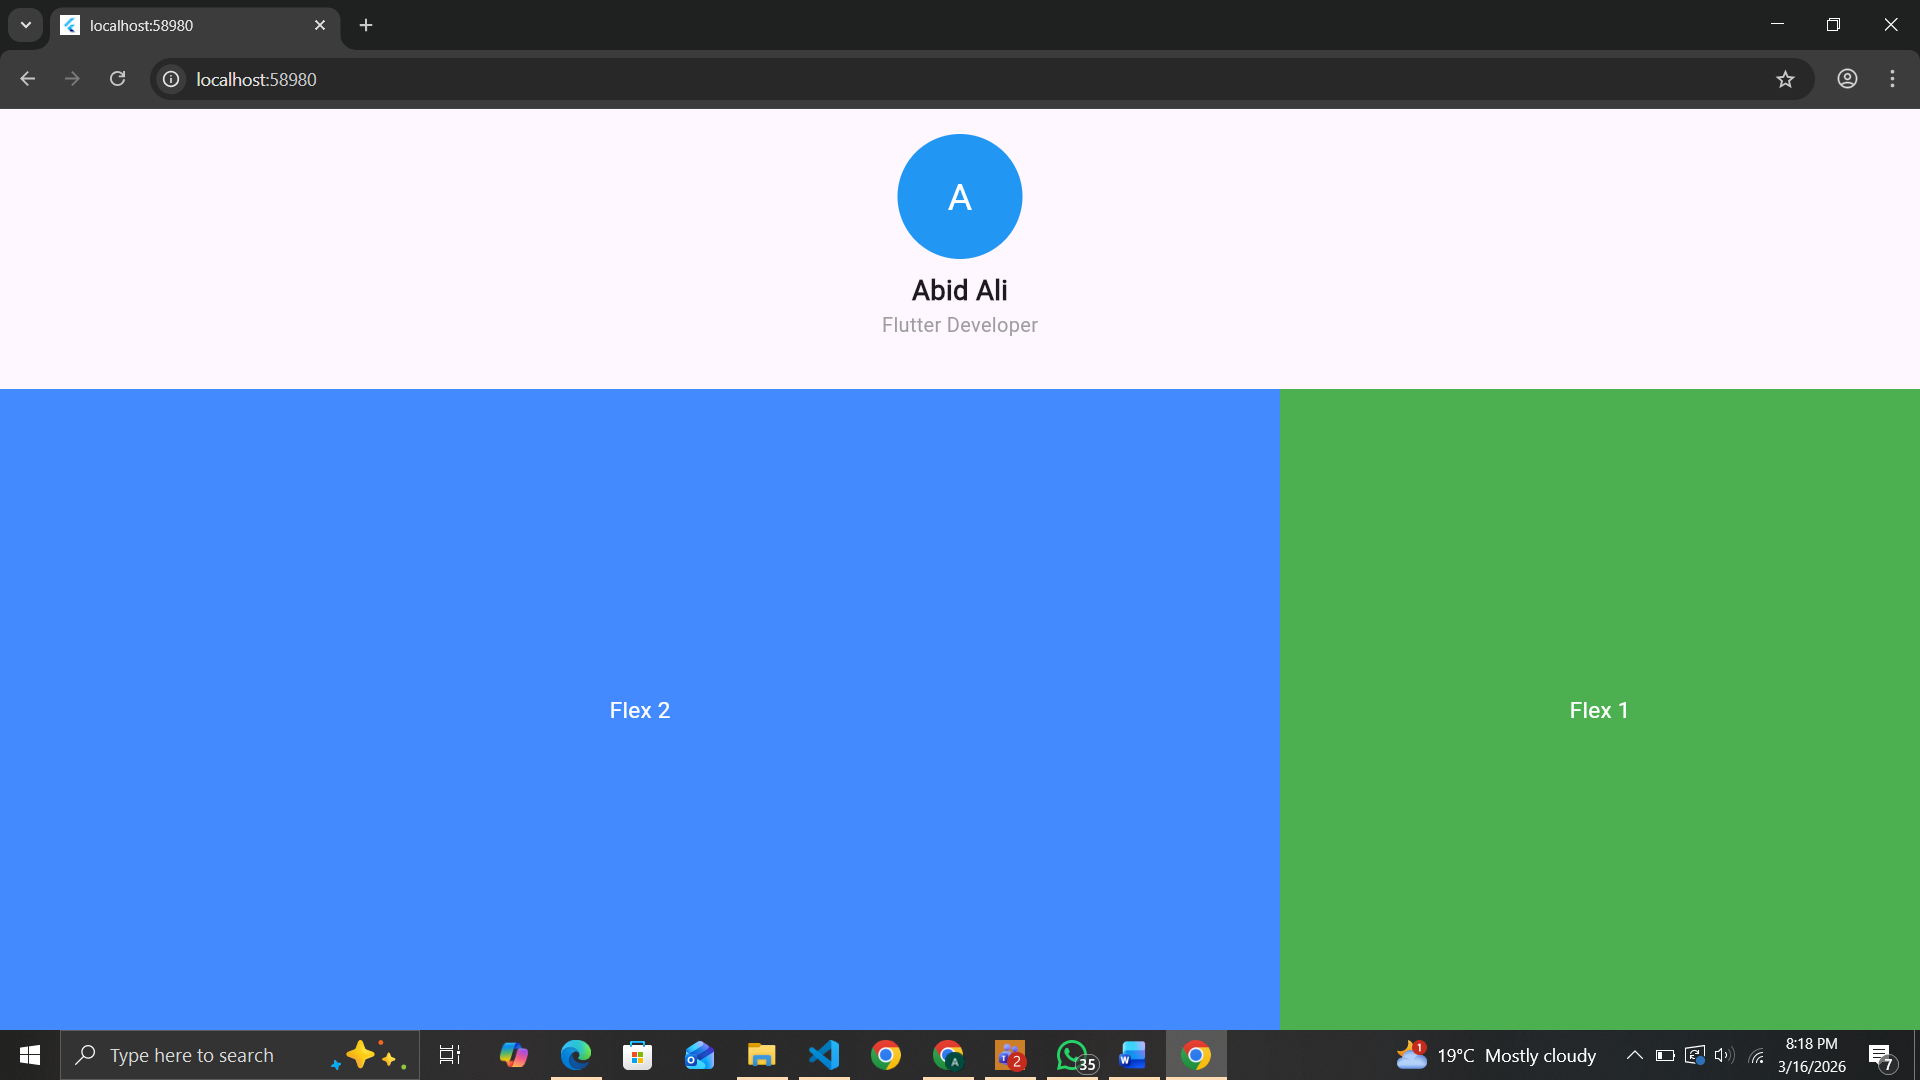 localhost:58980
localhost:58980
A
Abid Ali
Flutter Developer
Flex 2
Flex 1
Type here to search
A
2
35
1
19°C Mostly cloudy
8:18 PM
3/16/2026
7